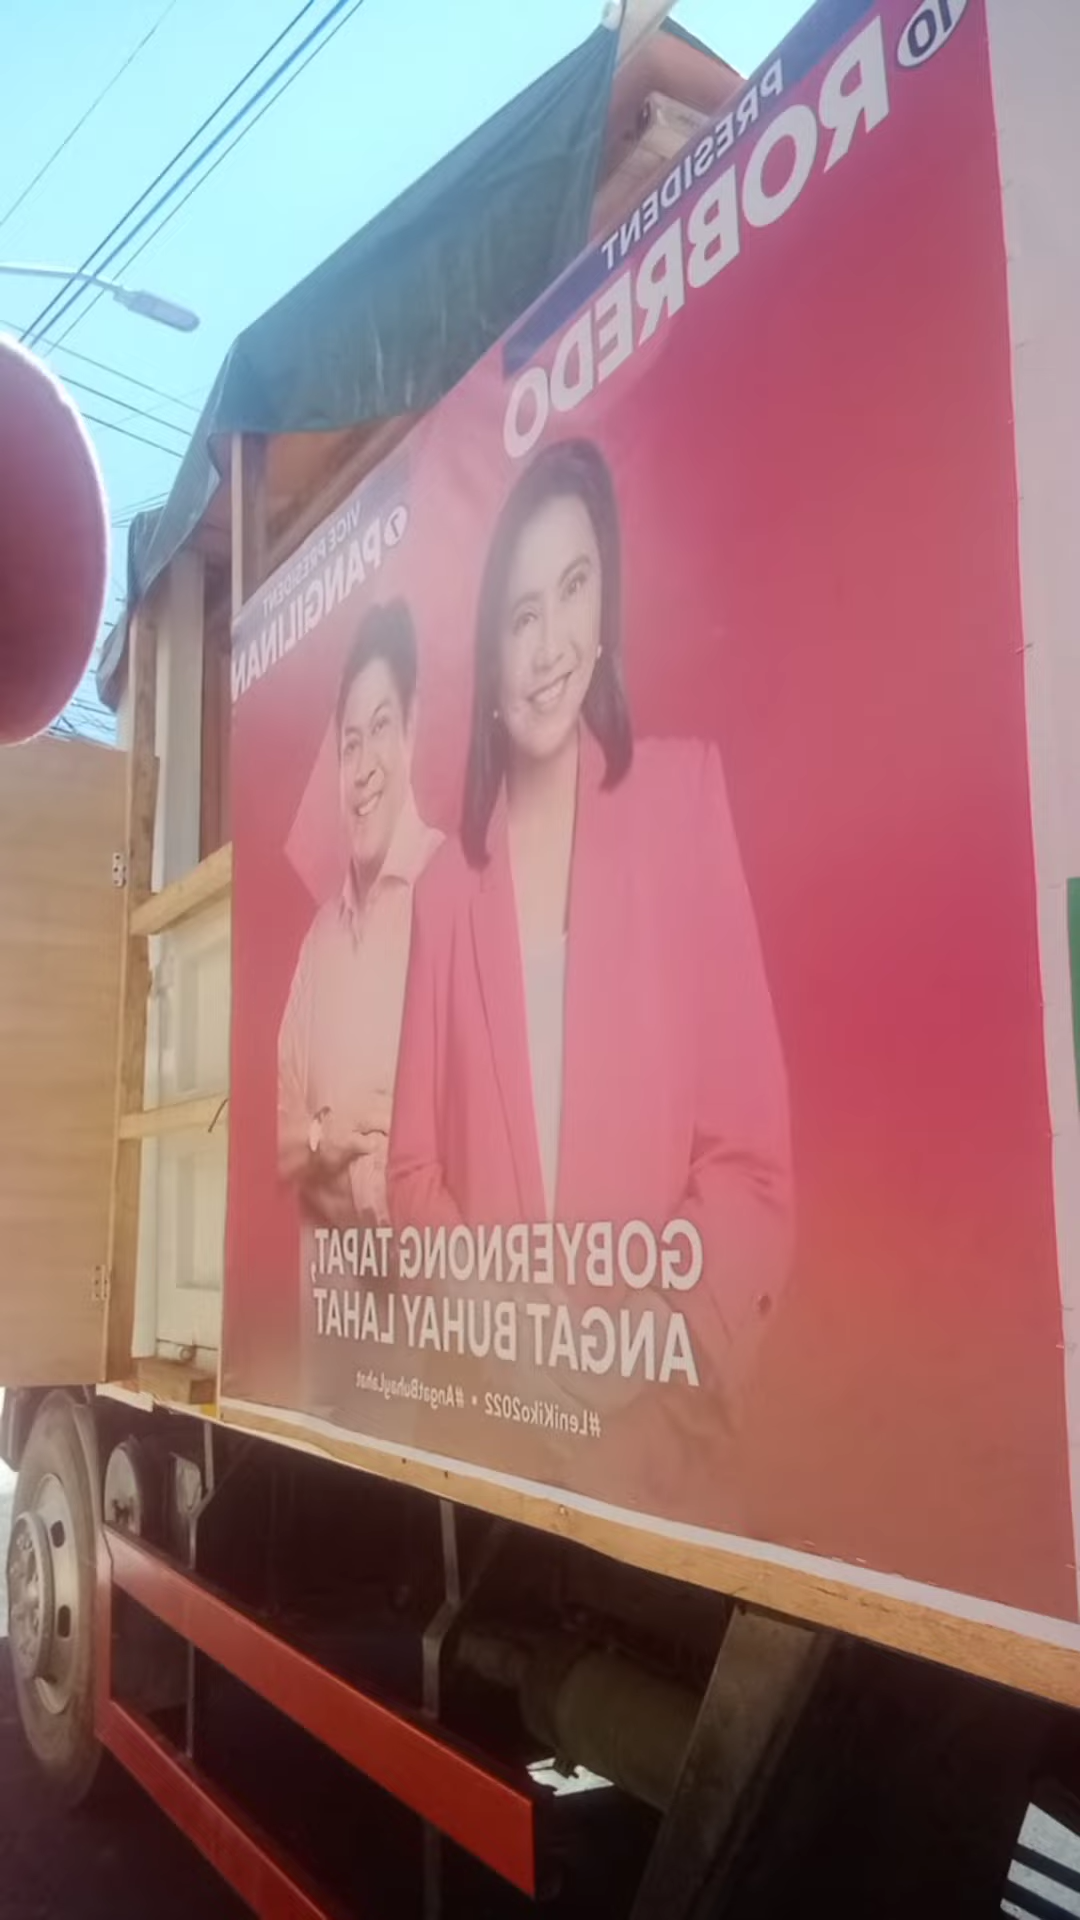 10
PRESIDENT
ROBREDO
7
VICE PRESIDENT
PANGILINAN
GOBYERNONG TAPAT,
ANGAT BUHAY LAHAT
#LeniKiko2022 • #AngatBuhayLahat